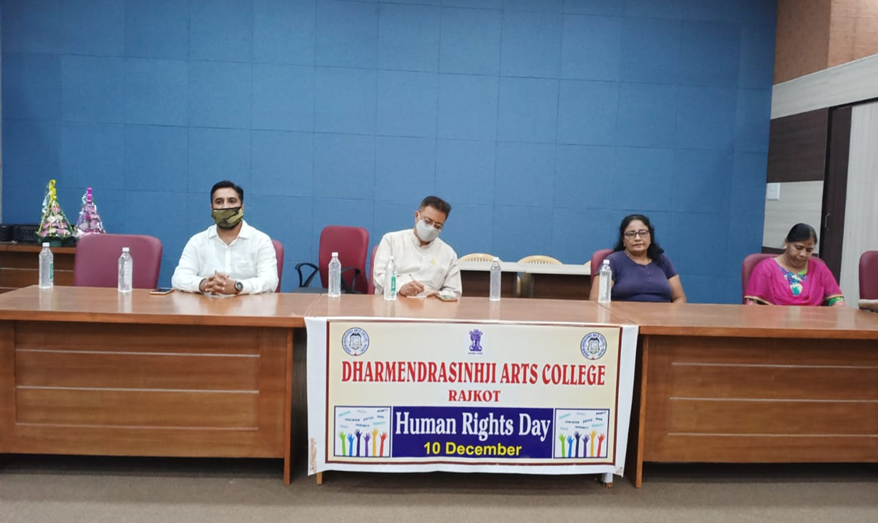 DHARMENDRASINHJI ARTS COLLEGE
RAJKOT
Human Rights Day
10 December